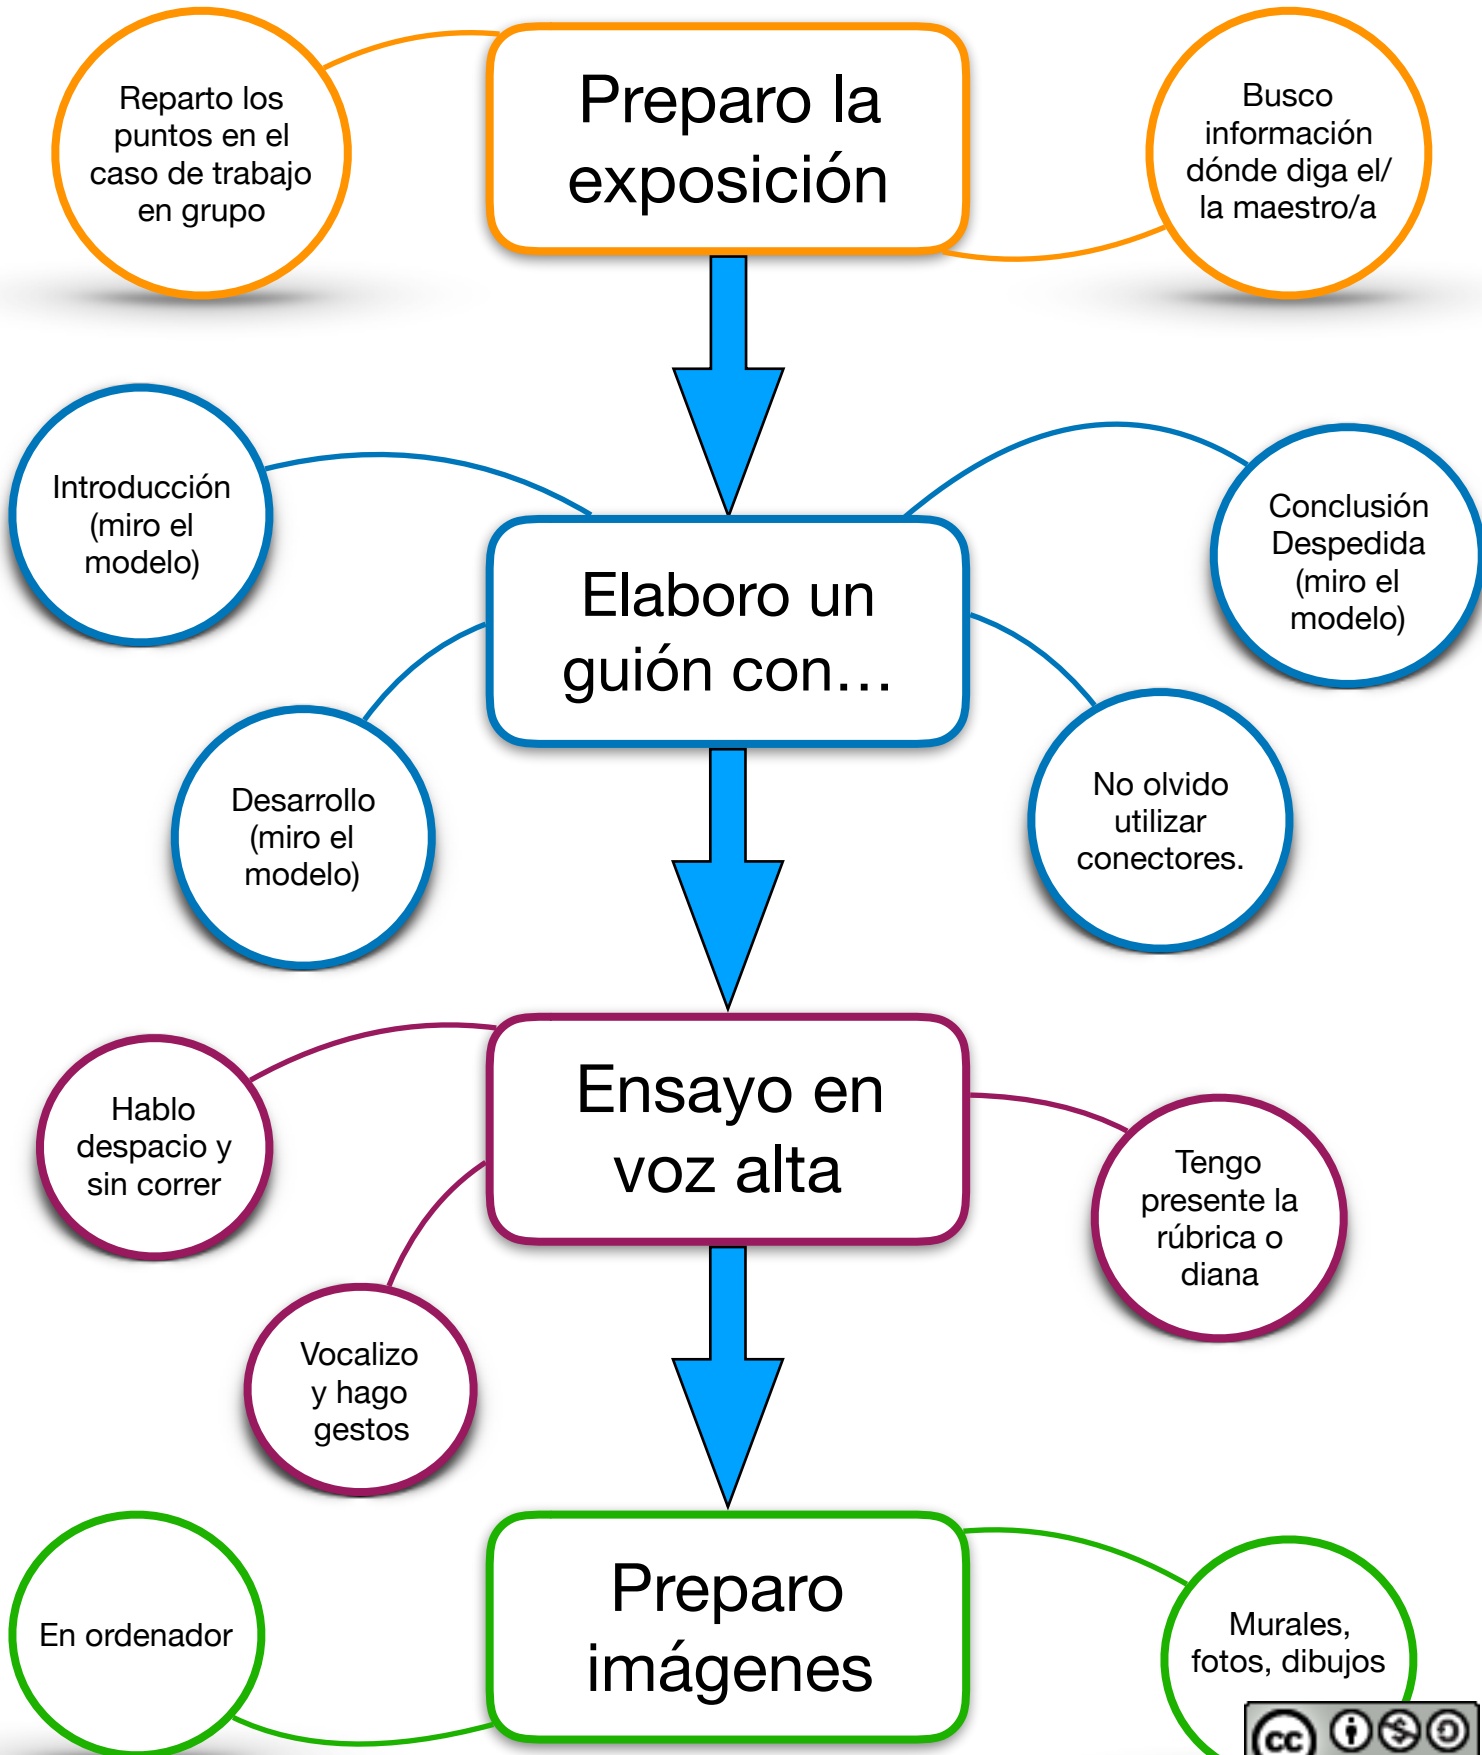 Preparo la
exposición
Reparto los
puntos en el
caso de trabajo
en grupo
Busco
información
dónde diga el/
la maestro/a
Elaboro un
guión con...
Introducción
(miro el
modelo)
Desarrollo
(miro el
modelo)
Conclusión
Despedida
(miro el
modelo)
No olvido
utilizar
conectores.
Ensayo en
voz alta
Hablo
despacio y
sin correr
Vocalizo
y hago
gestos
Tengo
presente la
rúbrica o
diana
Preparo
imágenes
En ordenador
Murales,
fotos, dibujos
cc